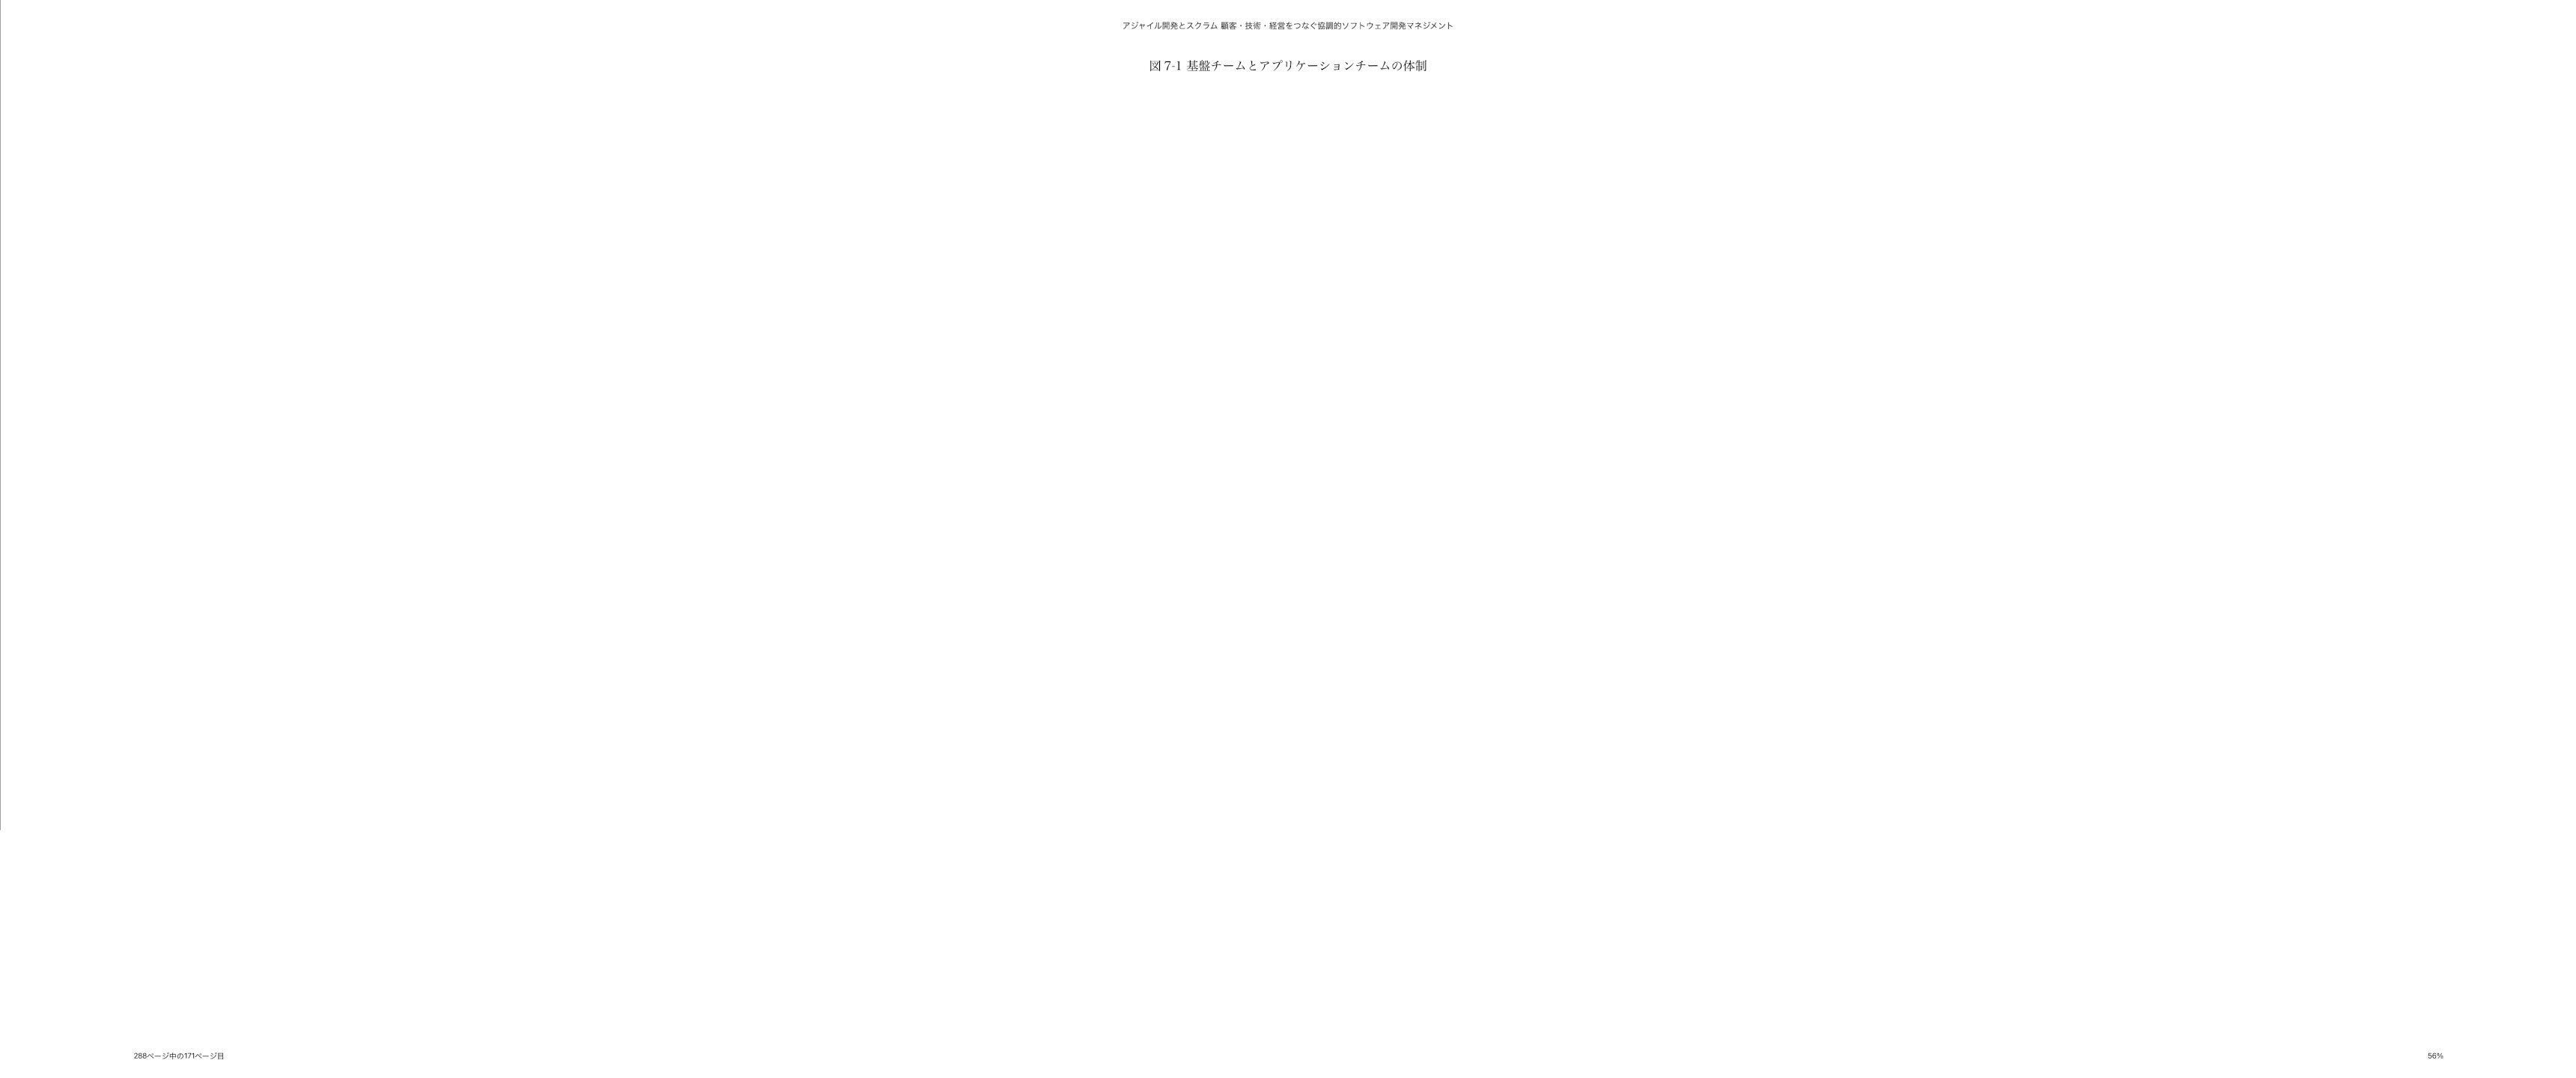 アジャイル開発とスクラム 顧客・技術・経営をつなぐ協調的ソフトウェア開発マネジメント
図 7-1 基盤チームとアプリケーションチームの体制
288ページ中の171ページ目
56%